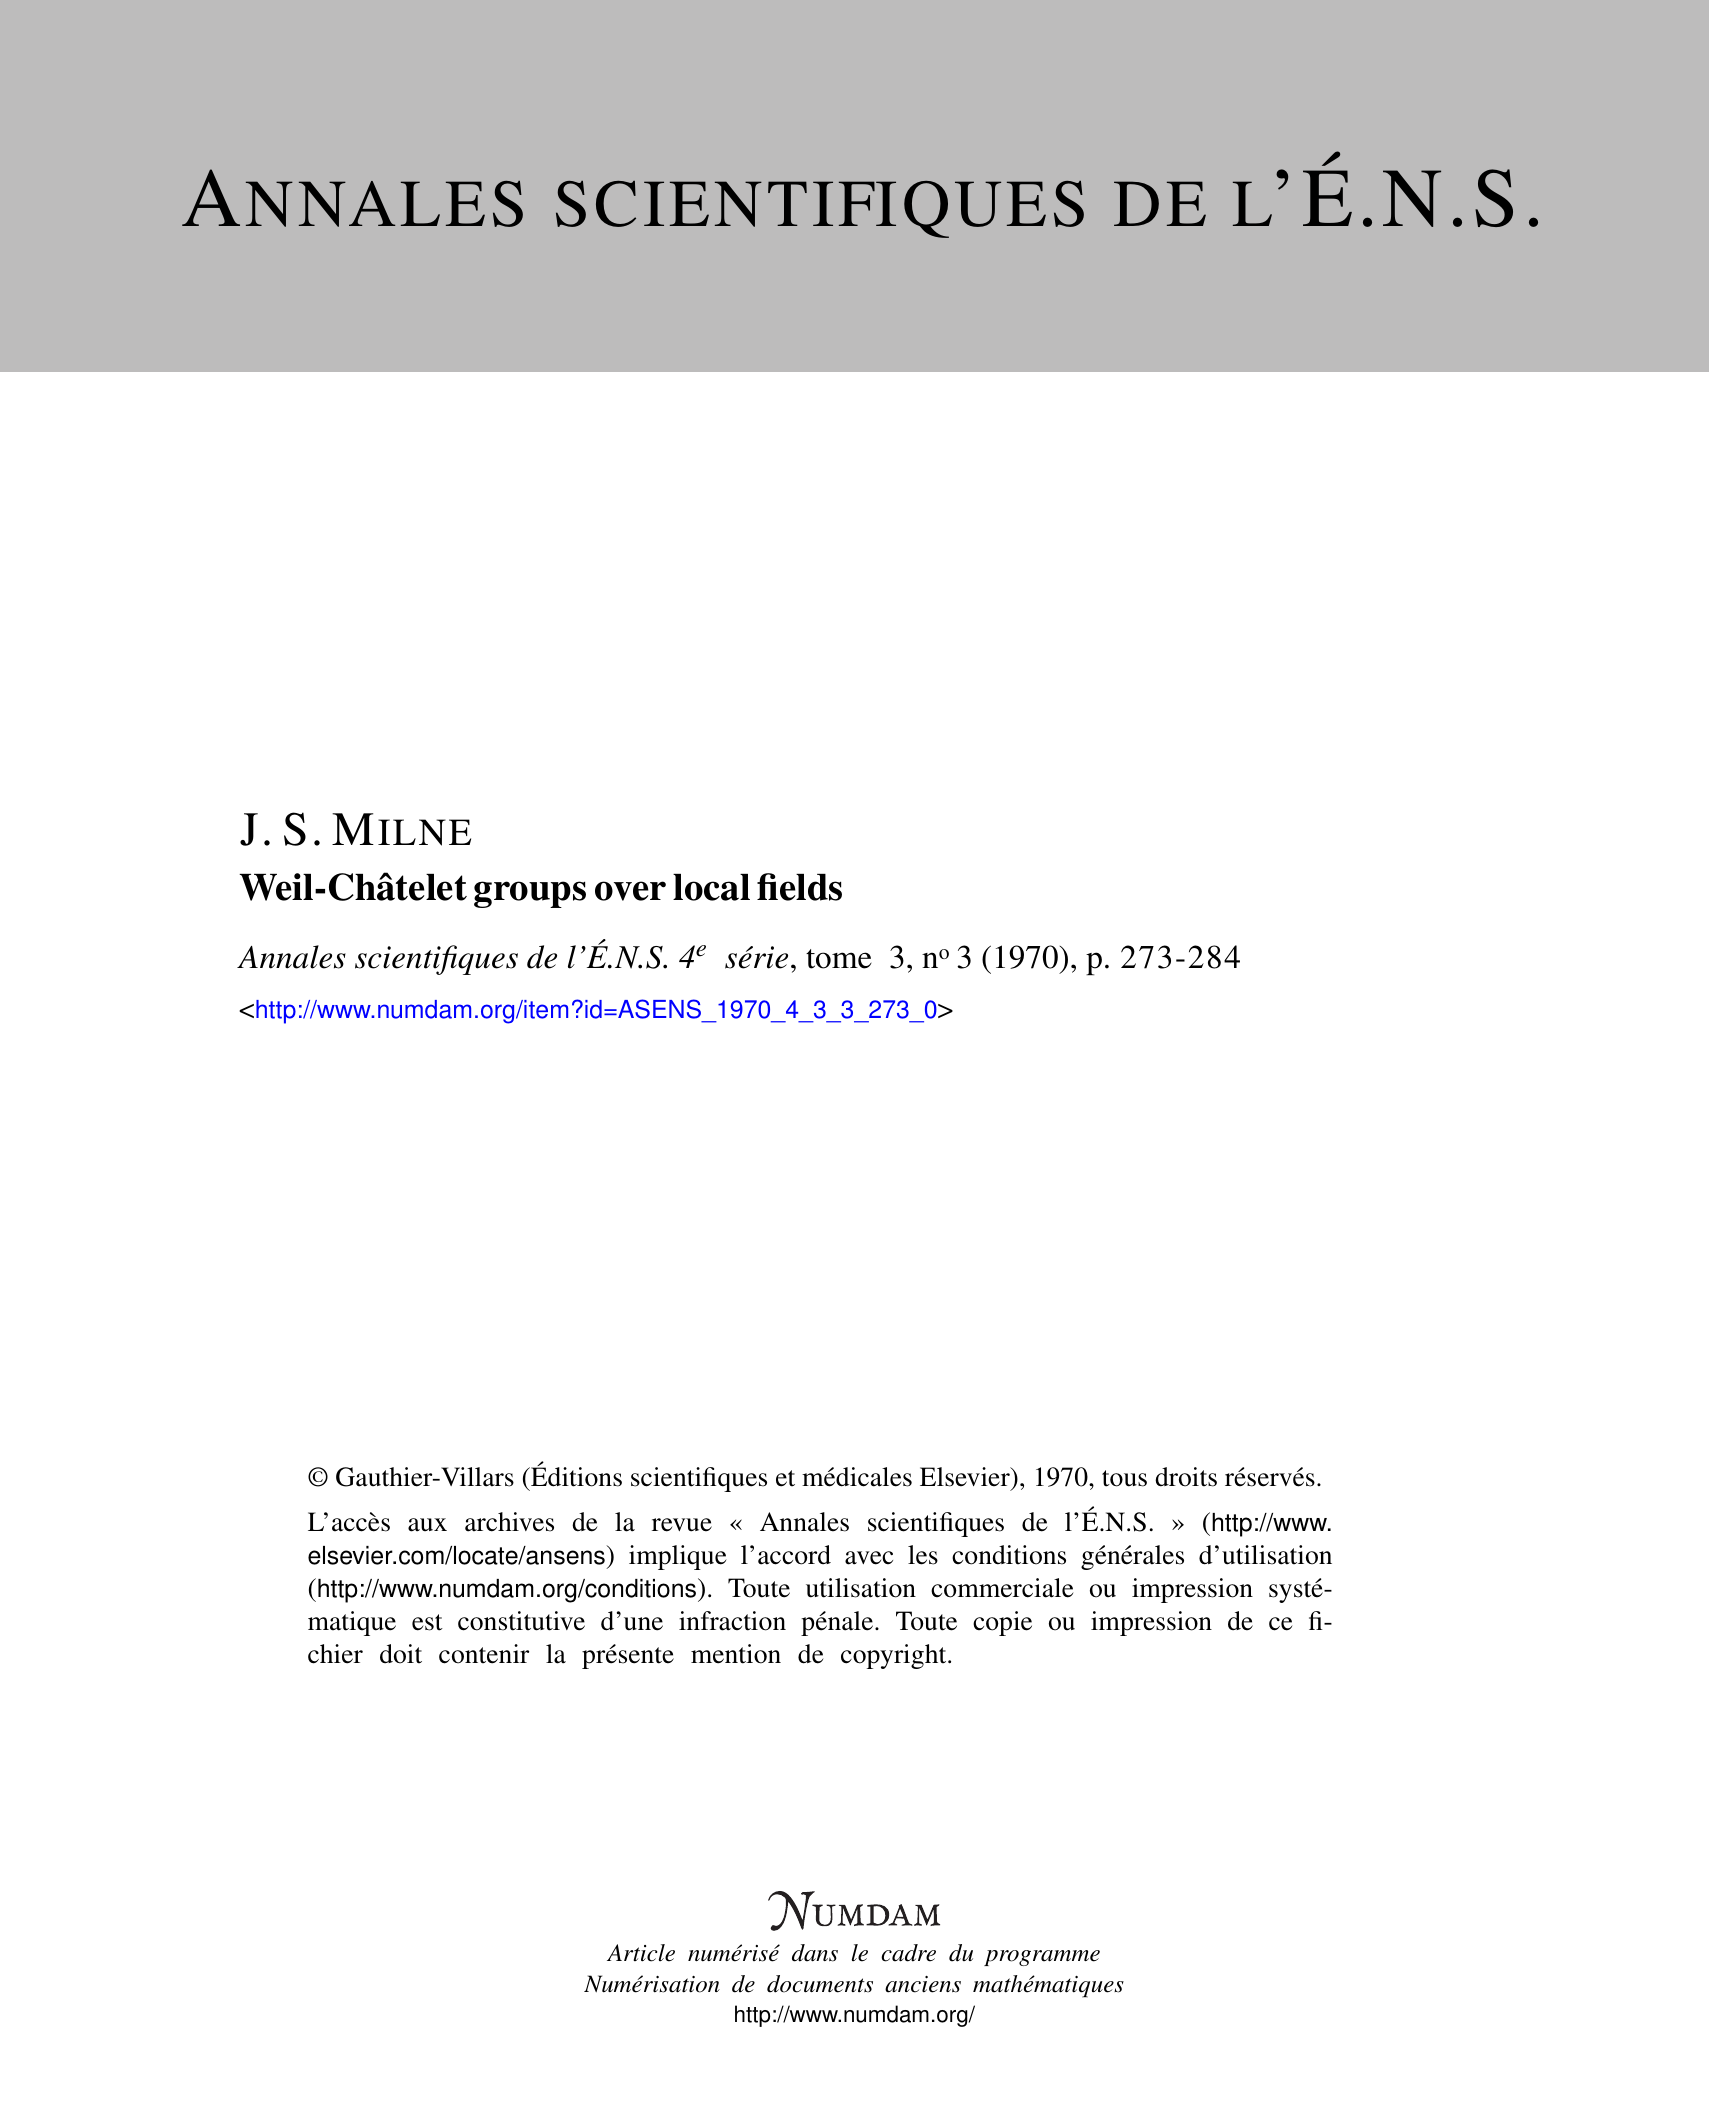 ANNALES SCIENTIFIQUES DE L’É.N.S.
J. S. MILNE
Weil-Châtelet groups over local fields
Annales scientifiques de l’É.N.S. 4e série, tome 3, no 3 (1970), p. 273-284
<http://www.numdam.org/item?id=ASENS_1970_4_3_3_273_0>
© Gauthier-Villars (Éditions scientifiques et médicales Elsevier), 1970, tous droits réservés.
L’accès aux archives de la revue « Annales scientifiques de l’É.N.S. » (http://www.
elsevier.com/locate/ansens) implique l’accord avec les conditions générales d’utilisation
(http://www.numdam.org/conditions). Toute utilisation commerciale ou impression systé-
matique est constitutive d’une infraction pénale. Toute copie ou impression de ce fi-
chier doit contenir la présente mention de copyright.
NUMDAM
Article numérisé dans le cadre du programme
Numérisation de documents anciens mathématiques
http://www.numdam.org/